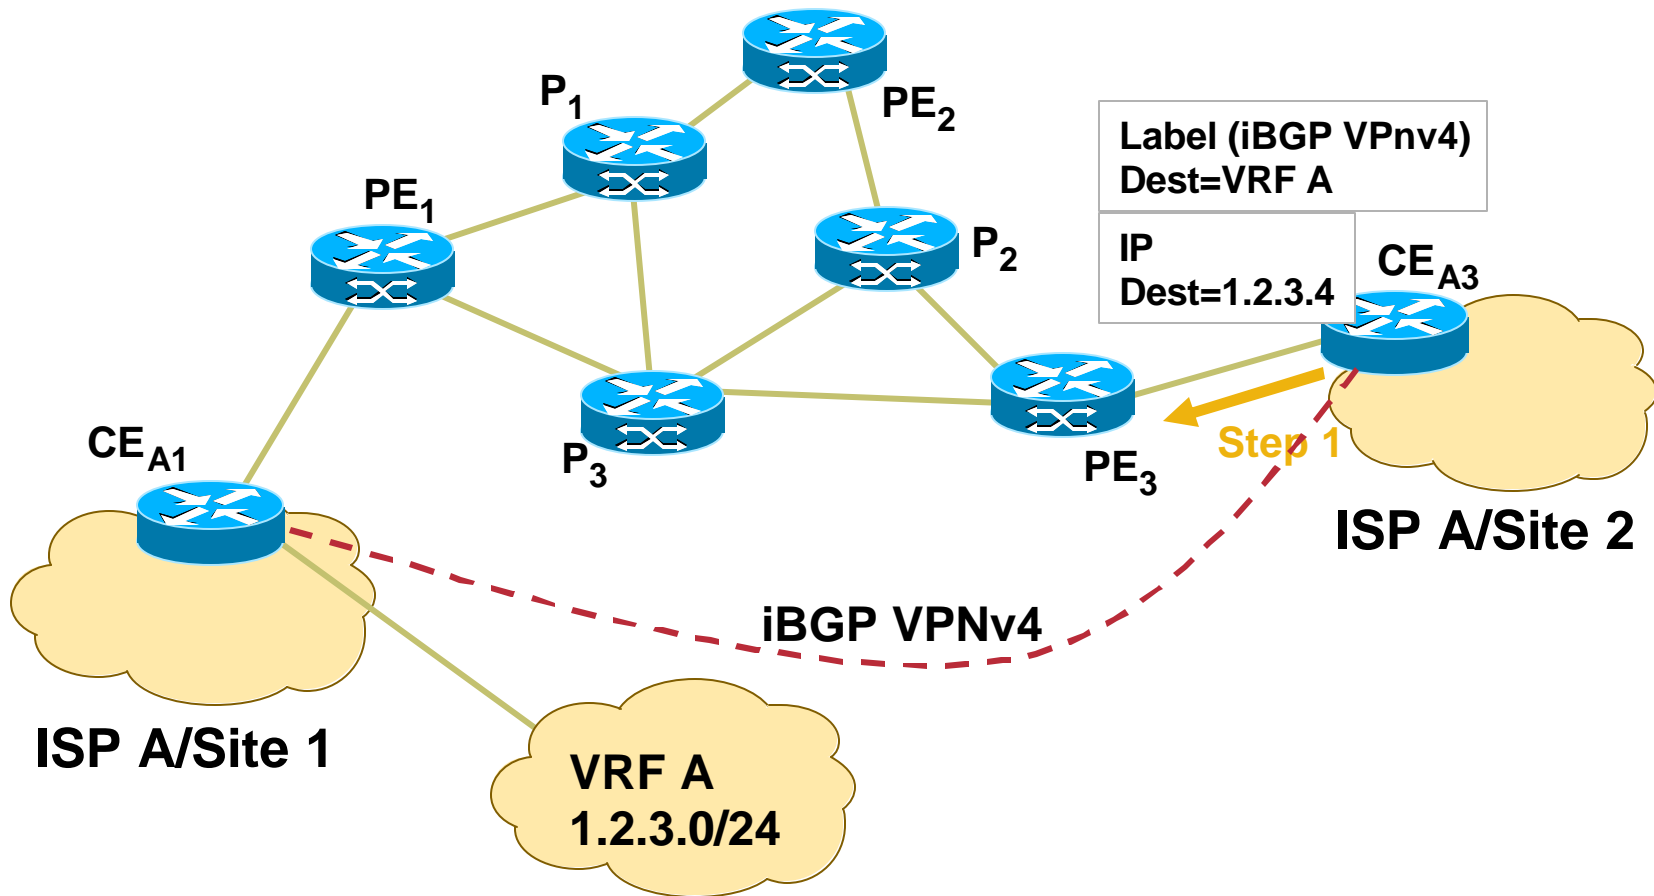 P1
PE2
Label (iBGP VPnv4)
Dest=VRF A
PE1
P2
IP
Dest=1.2.3.4
CEA3
CEA1
P3
PE3
Step 1
ISP A/Site 2
iBGP VPNv4
ISP A/Site 1
VRF A
1.2.3.0/24